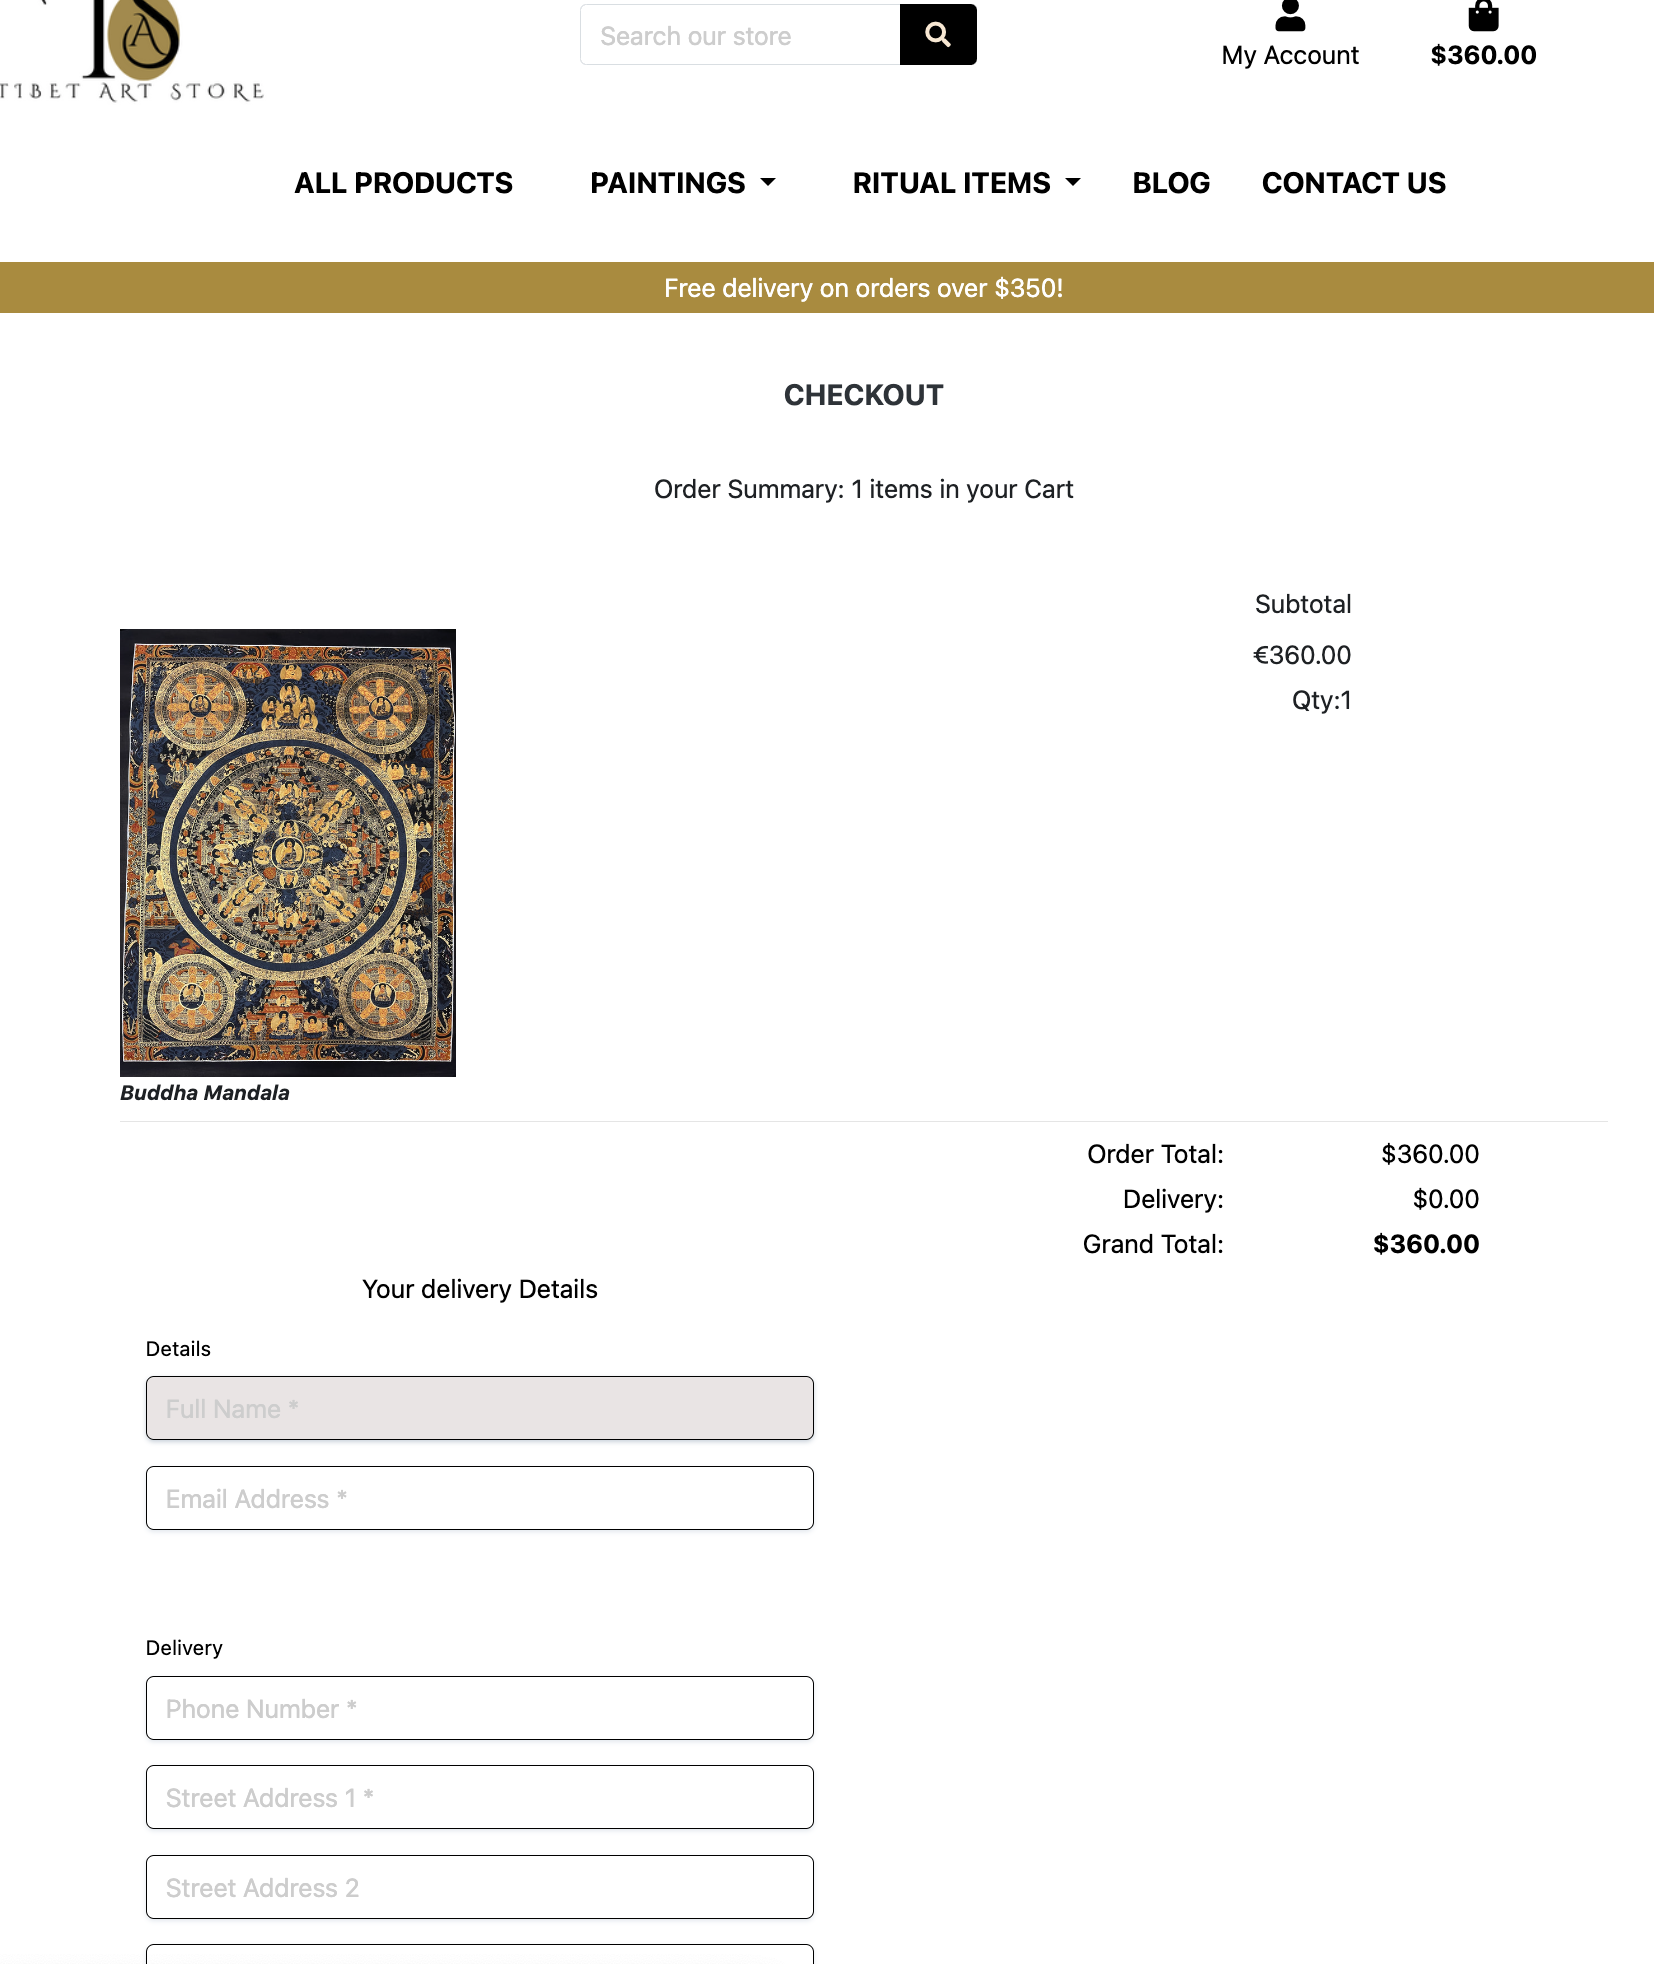 TIBET ART STORE
Search our store
My Account
$360.00
ALL PRODUCTS
PAINTINGS
RITUAL ITEMS
BLOG
CONTACT US
Free delivery on orders over $350!
CHECKOUT
Order Summary: 1 items in your Cart
Subtotal
€360.00
Qty:1
Buddha Mandala
Order Total: $360.00
Delivery: $0.00
Grand Total: $360.00
Your delivery Details
Details
Full Name *
Email Address *
Delivery
Phone Number *
Street Address 1 *
Street Address 2